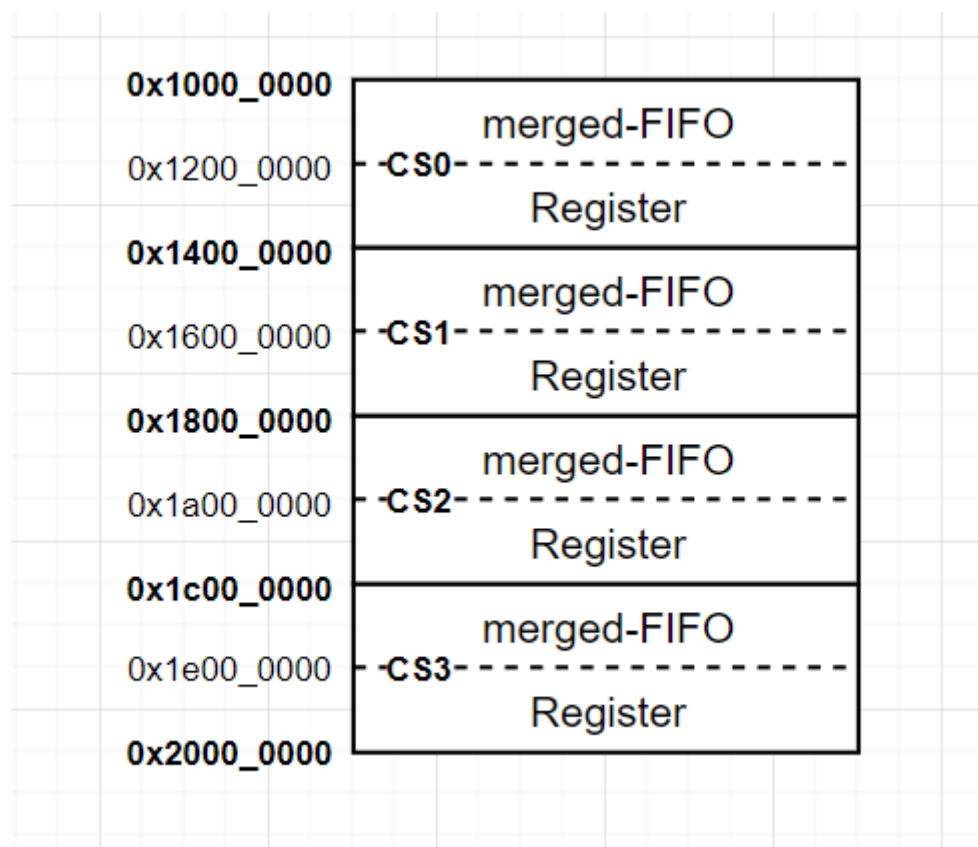 0x1000_0000
merged-FIFO
0x1200_0000 CS0
Register
0x1400_0000
merged-FIFO
0x1600_0000 CS1
Register
0x1800_0000
merged-FIFO
0x1a00_0000 CS2
Register
0x1c00_0000
merged-FIFO
0x1e00_0000 CS3
Register
0x2000_0000